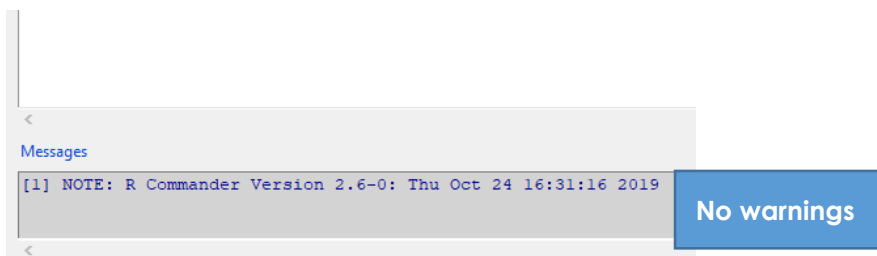 Messages
[1] NOTE: R Commander Version 2.6-0: Thu Oct 24 16:31:16 2019
No warnings